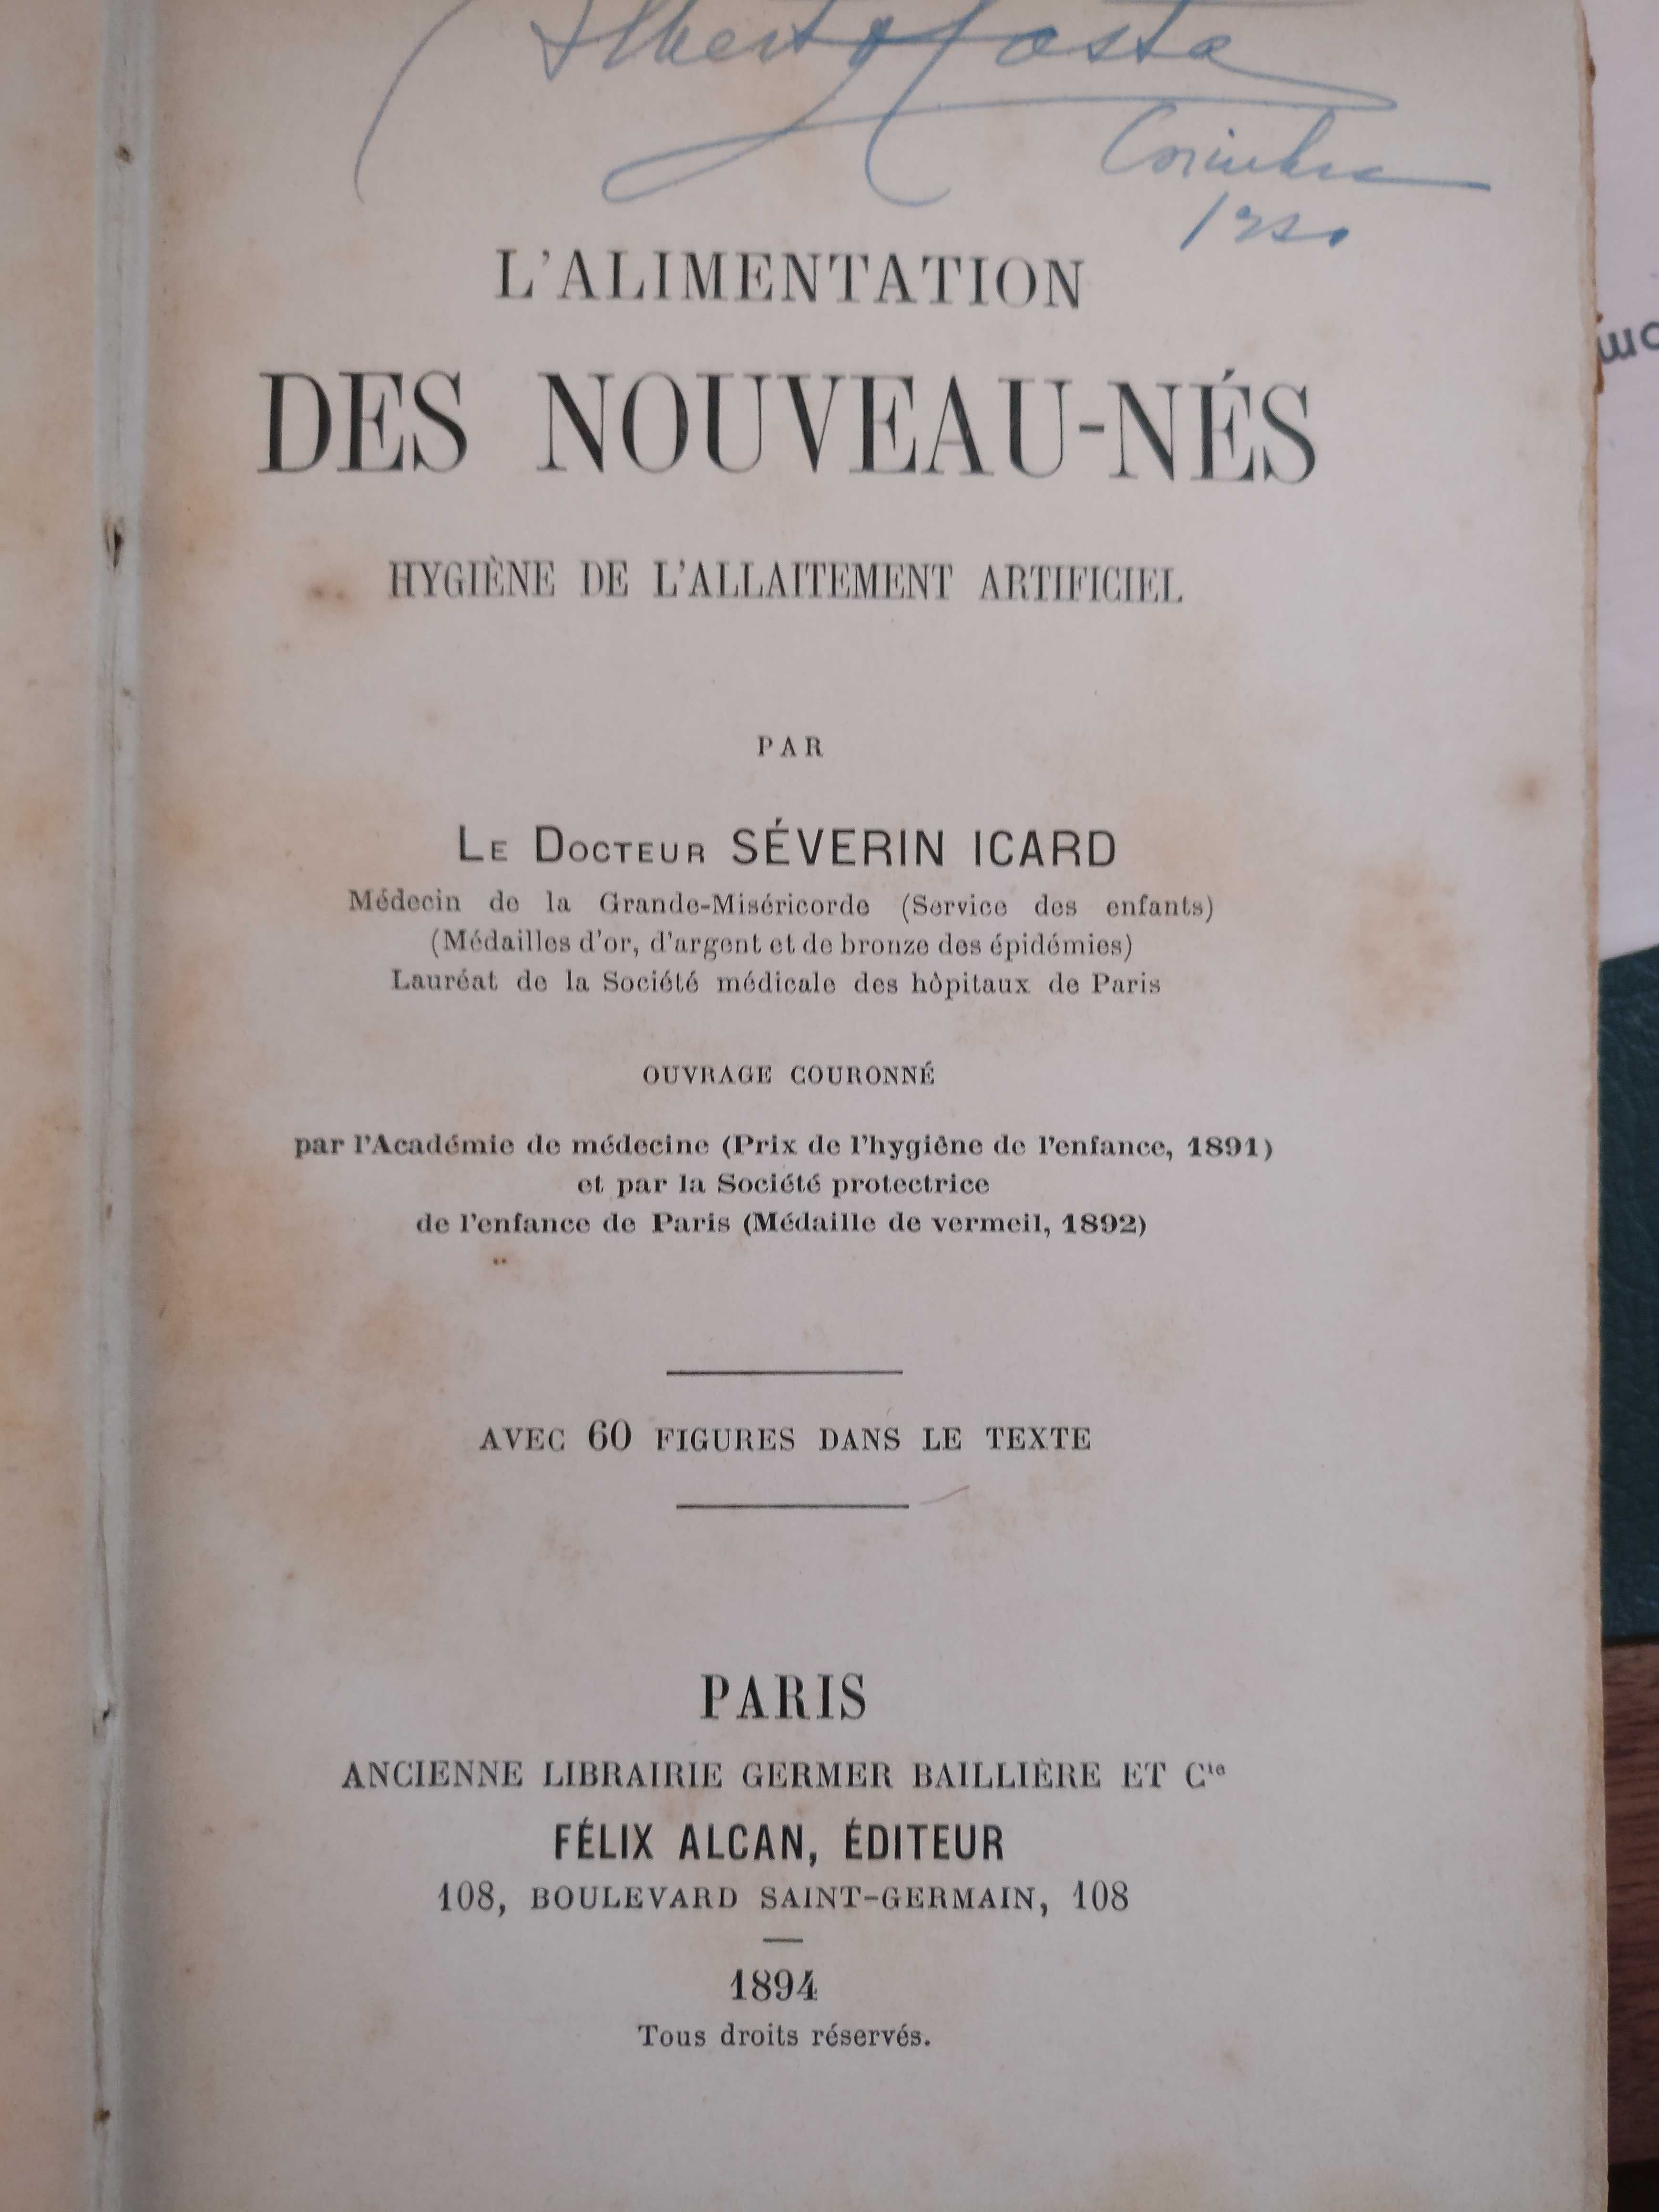 Alberto Costa
Coimbra
L'ALIMENTATION
DES NOUVEAU-NÉS
HYGIÈNE DE L'ALLAITEMENT ARTIFICIEL
PAR
LE DOCTEUR SÉVERIN ICARD
Médecin de la Grande-Miséricorde (Service des enfants)
(Médailles d'or, d'argent et de bronze des épidémies)
Lauréat de la Société médicale des hôpitaux de Paris
OUVRAGE COURONNÉ
par l'Académie de médecine (Prix de l'hygiène de l'enfance, 1891)
et par la Société protectrice
de l'enfance de Paris (Médaille de vermeil, 1892)
AVEC 60 FIGURES DANS LE TEXTE
PARIS
ANCIENNE LIBRAIRIE GERMER BAILLIÈRE ET Cie
FÉLIX ALCAN, ÉDITEUR
108, BOULEVARD SAINT-GERMAIN, 108
1894
Tous droits réservés.